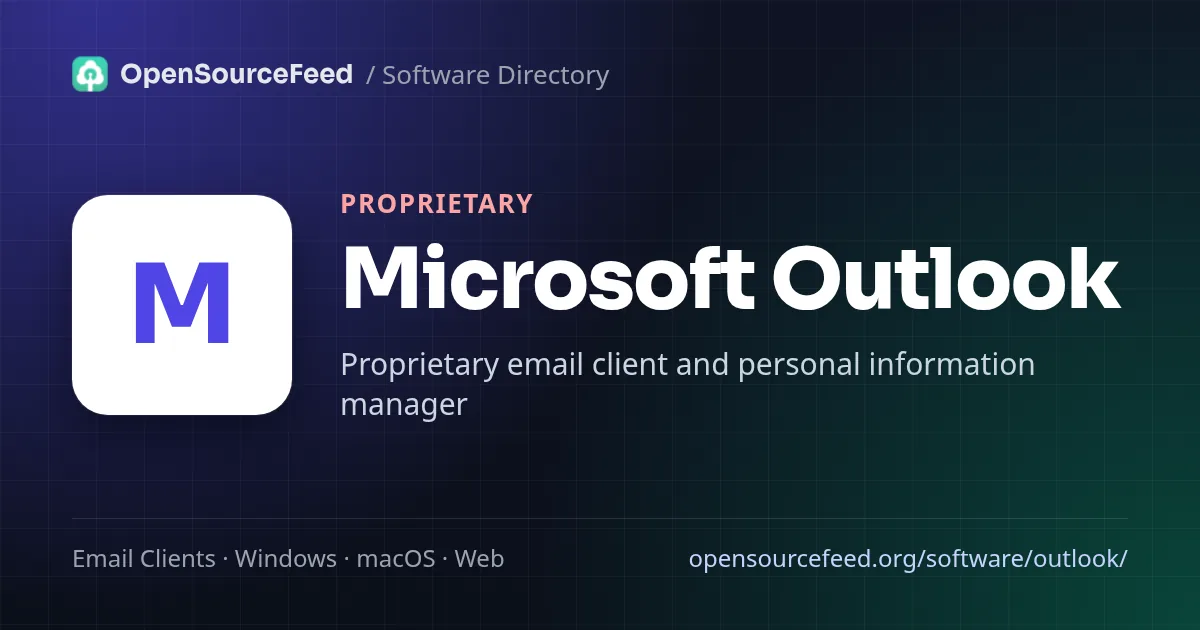 OpenSourceFeed / Software Directory
PROPRIETARY
M
Microsoft Outlook
Proprietary email client and personal information
manager
Email Clients · Windows · macOS · Web
opensourcefeed.org/software/outlook/